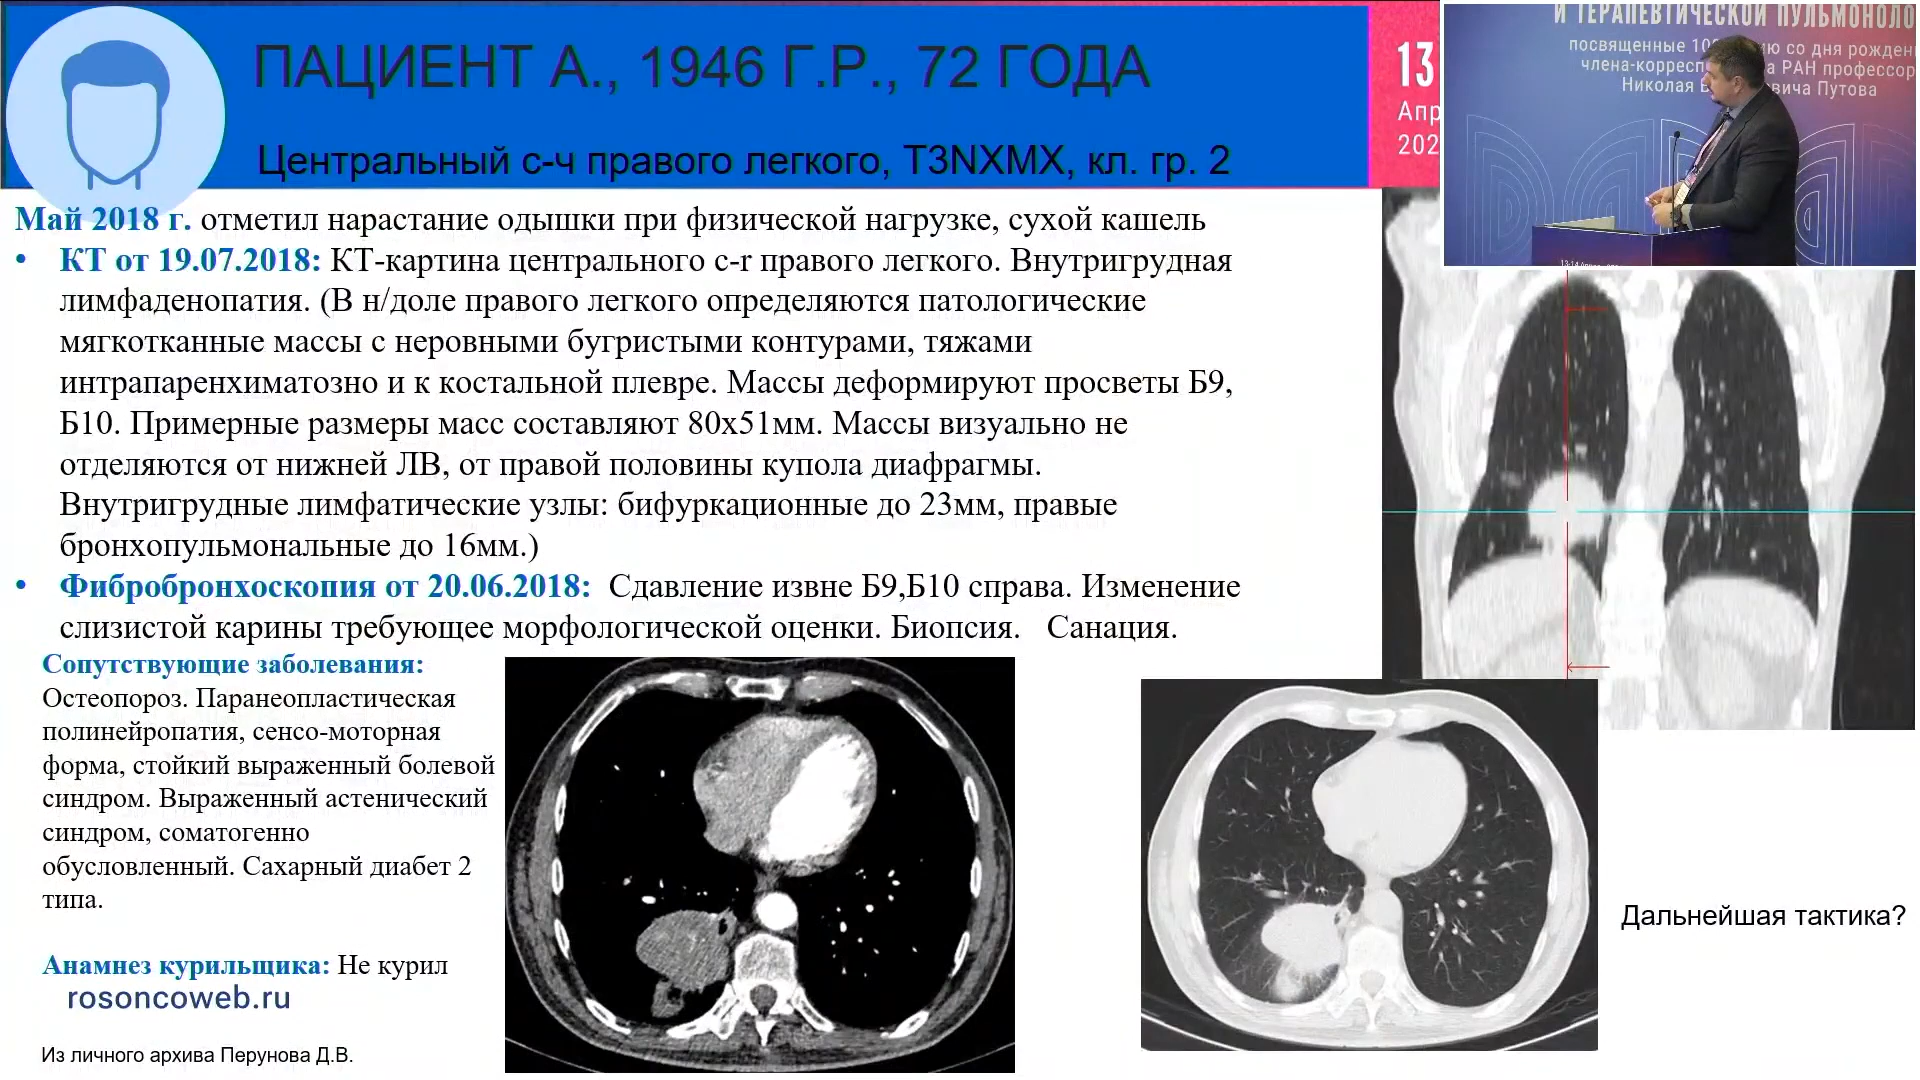 ПАЦИЕНТ А., 1946 Г.Р., 72 ГОДА
Центральный с-ч правого легкого, T3NXMX, кл. гр. 2
13
Апр
202
И ТЕРАПЕВТИЧЕСКОЙ ПУЛЬМОНОЛО
посвященные 10 ию со дня рожден
члена-корресп а РАН профессор
Николая В вича Путова
Май 2018 г. отметил нарастание одышки при физической нагрузке, сухой кашель
• КТ от 19.07.2018: КТ-картина центрального с-r правого легкого. Внутригрудная
лимфаденопатия. (В н/доле правого легкого определяются патологические
мягкотканные массы с неровными бугристыми контурами, тяжами
интрапаренхиматозно и к костальной плевре. Массы деформируют просветы Б9,
Б10. Примерные размеры масс составляют 80х51мм. Массы визуально не
отделяются от нижней ЛВ, от правой половины купола диафрагмы.
Внутригрудные лимфатические узлы: бифуркационные до 23мм, правые
бронхопульмональные до 16мм.)
• Фибробронхоскопия от 20.06.2018: Сдавление извне Б9,Б10 справа. Изменение
слизистой карины требующее морфологической оценки. Биопсия. Санация.
Сопутствующие заболевания:
Остеопороз. Паранеопластическая
полинейропатия, сенсо-моторная
форма, стойкий выраженный болевой
синдром. Выраженный астенический
синдром, соматогенно
обусловленный. Сахарный диабет 2
типа.
Анамнез курильщика: Не курил
rosoncoweb.ru
Из личного архива Перунова Д.В.
Дальнейшая тактика?